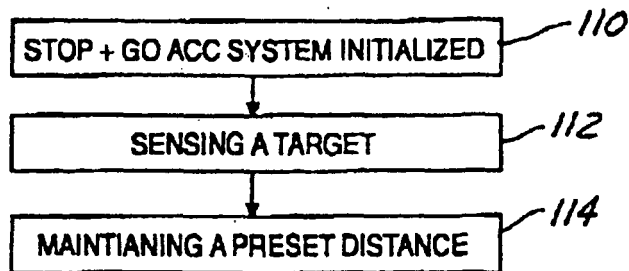 110
STOP + GO ACC SYSTEM INITIALIZED
112
SENSING A TARGET
114
MAINTIANING A PRESET DISTANCE